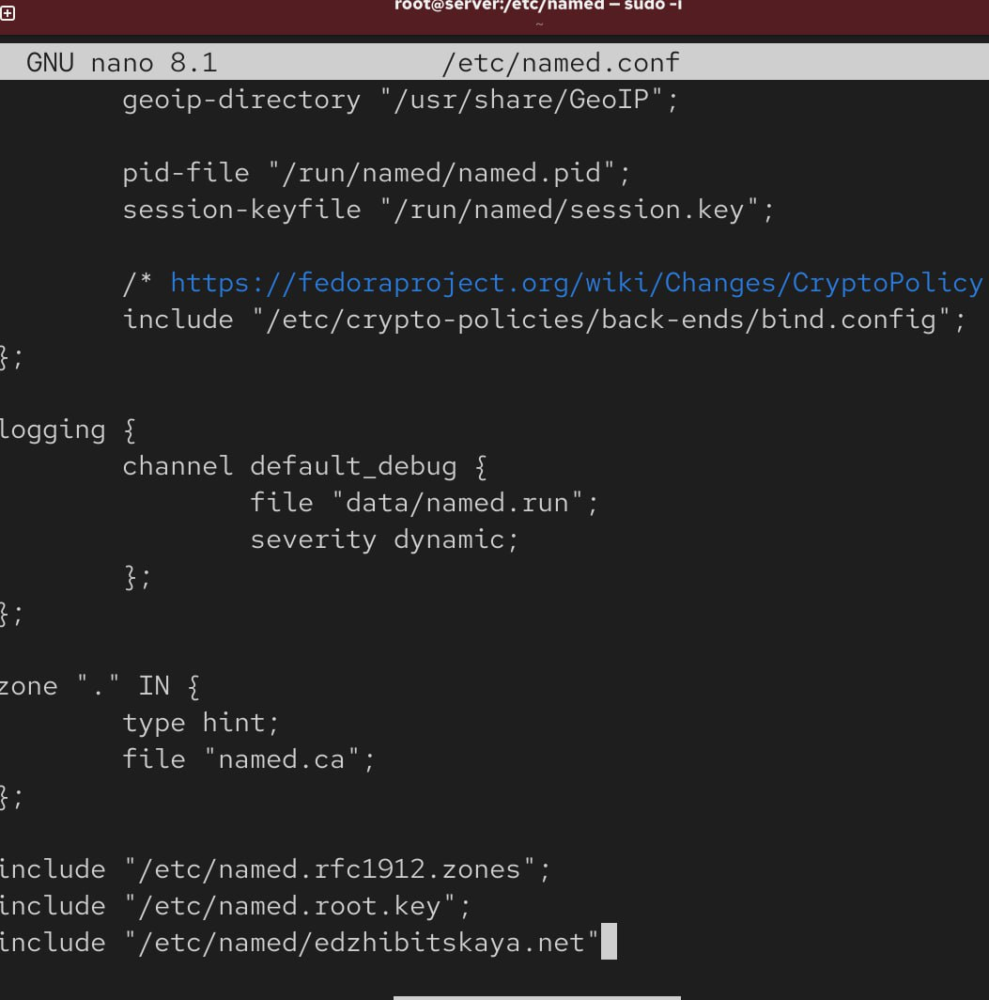 root@server:/etc/named — sudo -i
~
GNU nano 8.1 /etc/named.conf
geoip-directory "/usr/share/GeoIP";
pid-file "/run/named/named.pid";
session-keyfile "/run/named/session.key";
/* https://fedoraproject.org/wiki/Changes/CryptoPolicy
include "/etc/crypto-policies/back-ends/bind.config";
};
logging {
channel default_debug {
file "data/named.run";
severity dynamic;
};
};
zone "." IN {
type hint;
file "named.ca";
};
include "/etc/named.rfc1912.zones";
include "/etc/named.root.key";
include "/etc/named/edzhibitskaya.net"